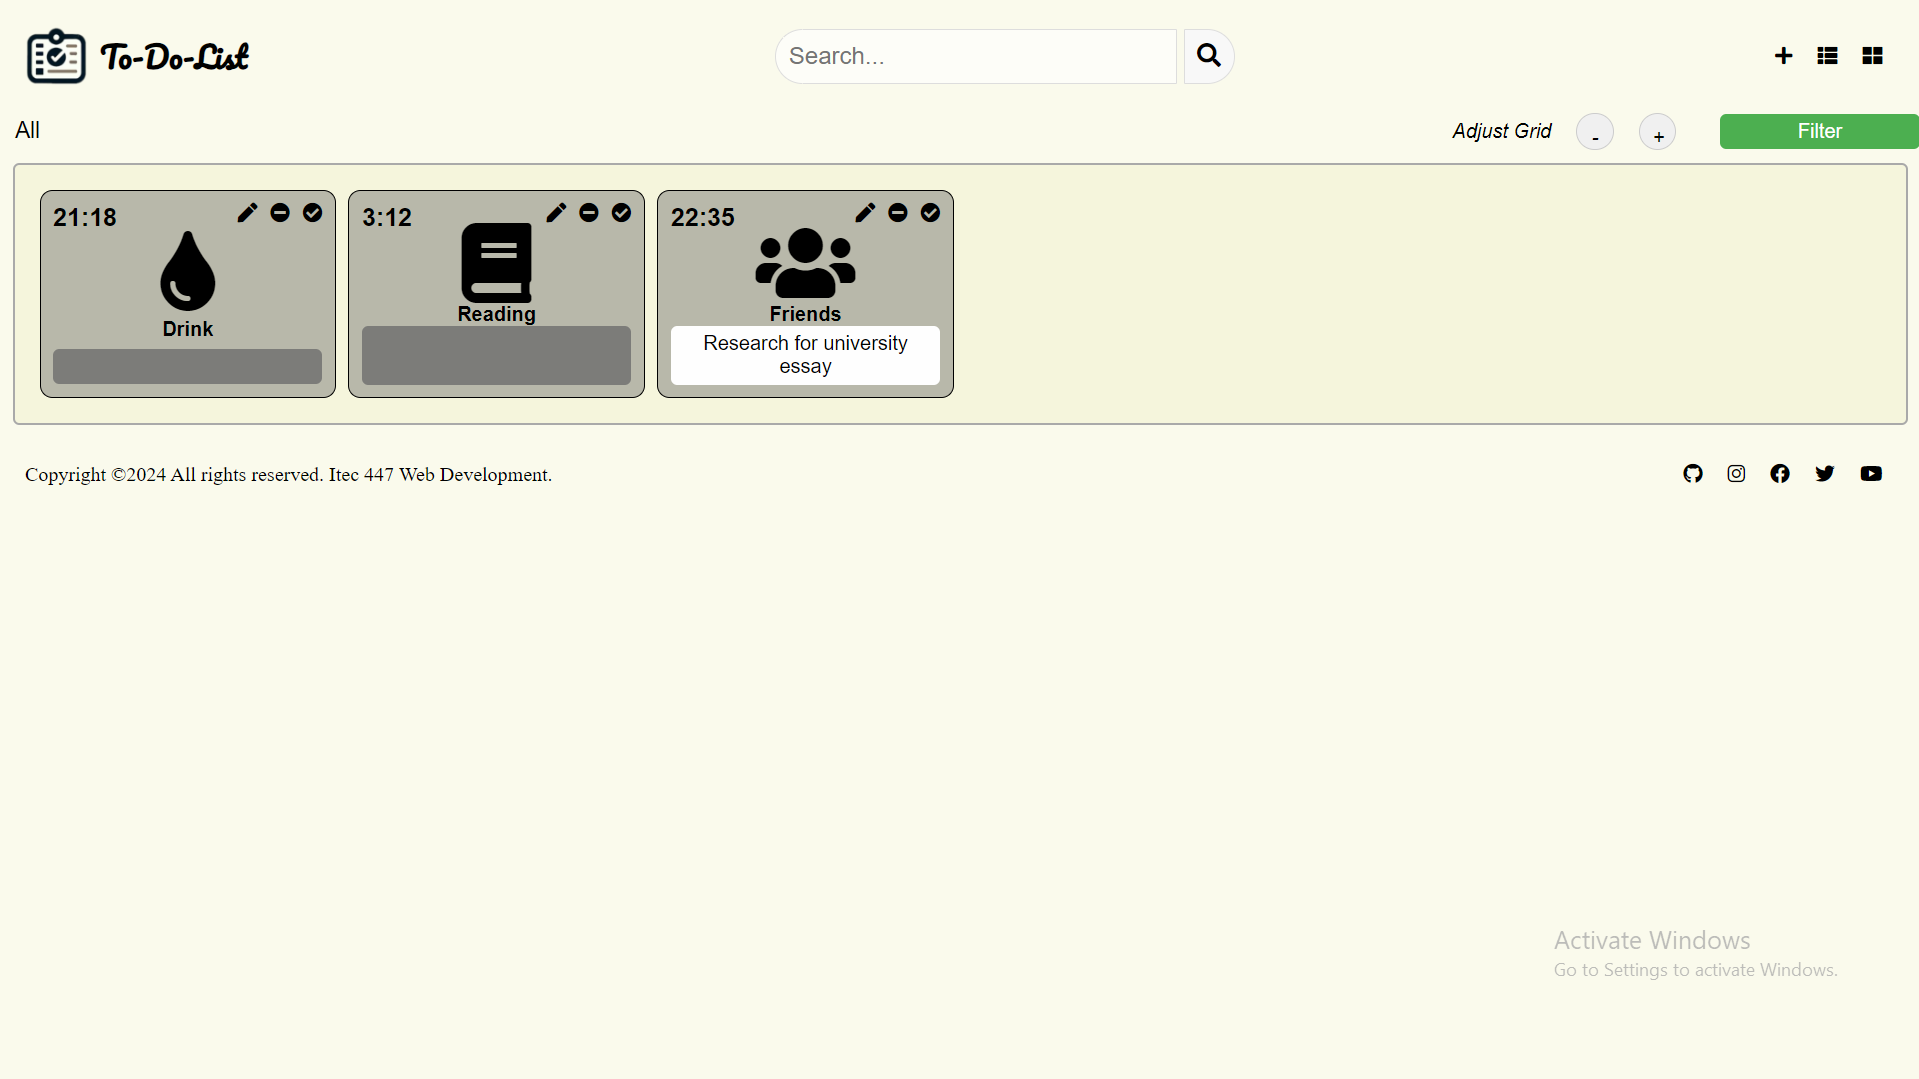 To-Do-List
Search...
All
Adjust Grid
-
+
Filter
21:18
Drink
3:12
Reading
22:35
Friends
Research for university
essay
Copyright ©2024 All rights reserved. Itec 447 Web Development.
Activate Windows
Go to Settings to activate Windows.